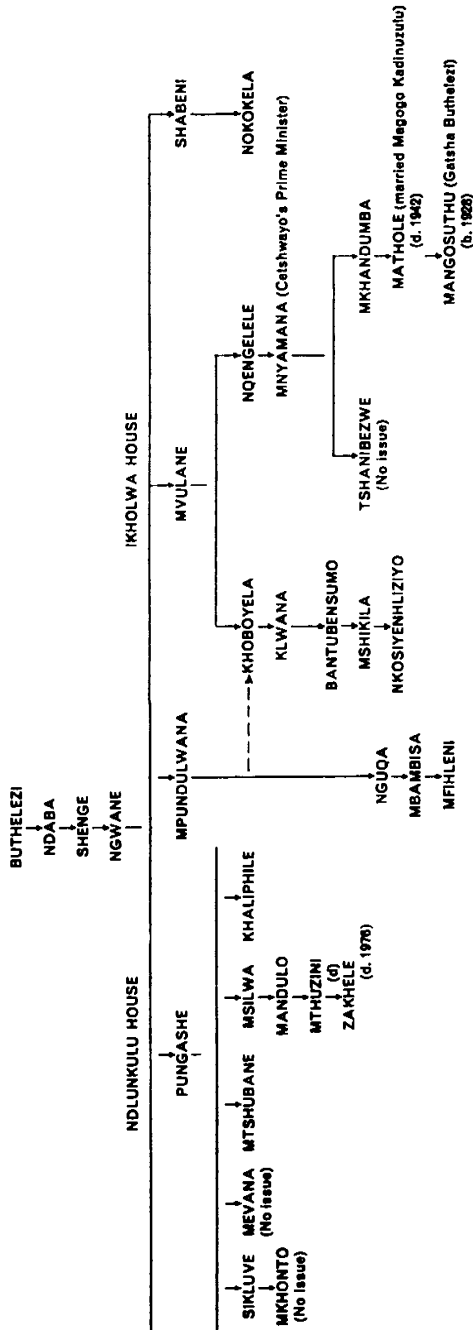 BUTHELEZI
NDABA
SHENGE
NGWANE
NDLUNKULU HOUSE
IKHOLWA HOUSE
PUNGASHE
MPUNDULWANA
MVULANE
SHABENI
SIKLUVE
MEVANA
(No issue)
MTSHUBANE
MSILWA
KHALIPHILE
KHOBOYELA
NQENGELELE
NOKOKELA
MKHONTO
(No issue)
MANDULO
KLWANA
MNYAMANA (Cetshwayo's Prime Minister)
MTHUZINI
(d)
ZAKHELE
(d. 1976)
BANTUBENSUMO
MSHIKILA
NKOSIYENHLIZIYO
TSHANIBEZWE
(No issue)
MKHANDUMBA
NGUQA
MBAMBISA
MFIHLENI
MATHOLE (married Magogo Kadinuzulu)
(d. 1942)
MANGOSUTHU (Gatsha Buthelezi)
(b. 1928)